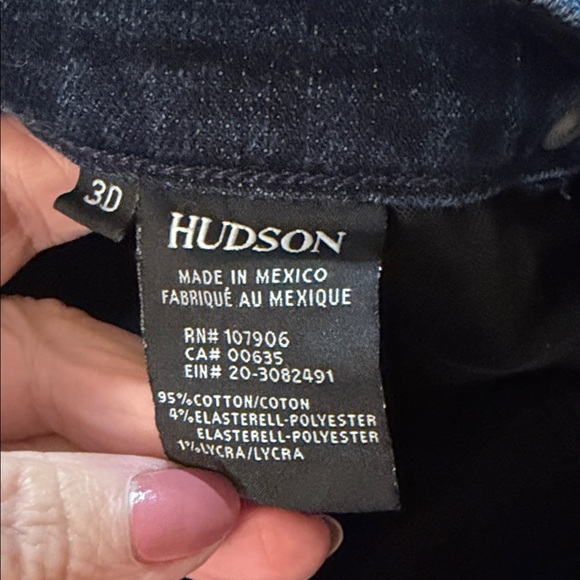 3D
HUDSON
MADE IN MEXICO
FABRIQUÉ AU MEXIQUE
RN# 107906
CA# 00635
EIN# 20-3082491
95%COTTON/COTON
4%ELASTERELL-POLYESTER
ELASTERELL-POLYESTER
1%LYCRA/LYCRA